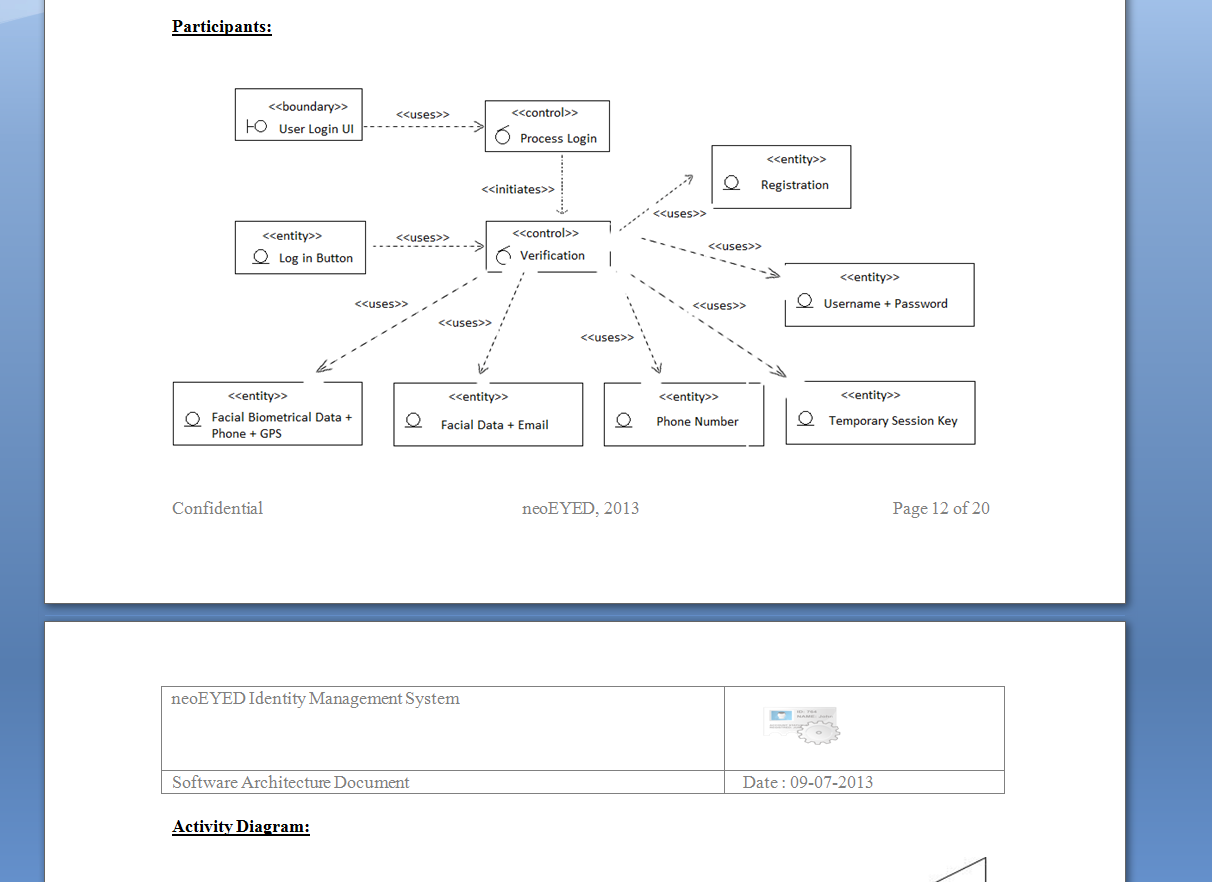 Participants:
<<boundary>>
User Login UI
<<uses>>
<<control>>
Process Login
<<initiates>>
<<entity>>
Registration
<<uses>>
<<entity>>
Log in Button
<<uses>>
<<control>>
Verification
<<uses>>
<<entity>>
Username + Password
<<uses>>
<<uses>>
<<uses>>
<<uses>>
<<entity>>
Facial Biometrical Data +
Phone + GPS
<<entity>>
Facial Data + Email
<<entity>>
Phone Number
<<entity>>
Temporary Session Key
Confidential neoEYED, 2013 Page 12 of 20
neoEYED Identity Management System
Software Architecture Document
Date : 09-07-2013
Activity Diagram: